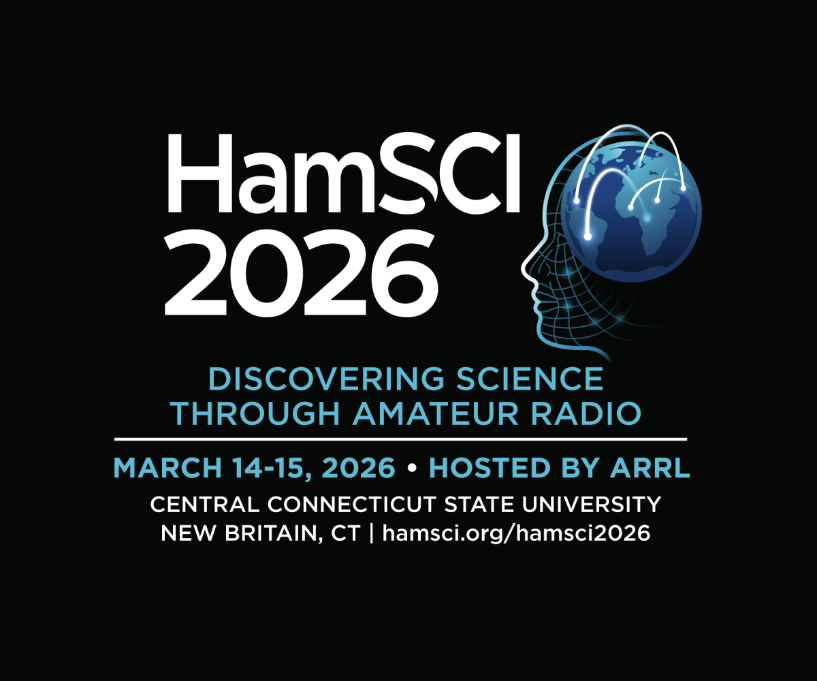 HamSCI
2026
DISCOVERING SCIENCE
THROUGH AMATEUR RADIO
MARCH 14-15, 2026 • HOSTED BY ARRL
CENTRAL CONNECTICUT STATE UNIVERSITY
NEW BRITAIN, CT | hamsci.org/hamsci2026